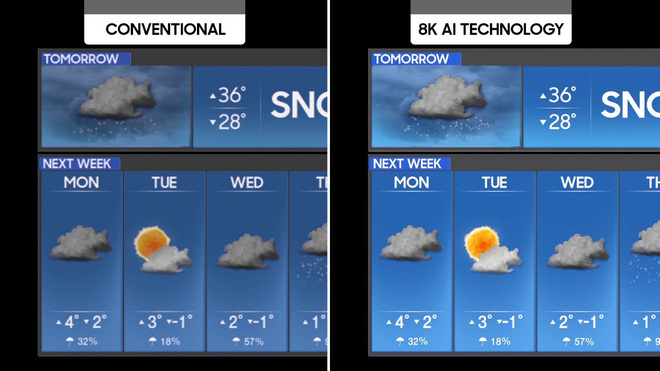 CONVENTIONAL
TOMORROW
▲36°
▼28°
SNO
NEXT WEEK
MON TUE WED
▲ 4° ▼ 2° ▲ 3° ▼-1° ▲ 2° ▼-1° ▲ 1°
32% 18% 57%
8K AI TECHNOLOGY
TOMORROW
▲36°
▼28°
SNO
NEXT WEEK
MON TUE WED TH
▲ 4° ▼ 2° ▲ 3° ▼-1° ▲ 2° ▼-1° ▲ 1°
32% 18% 57% 9